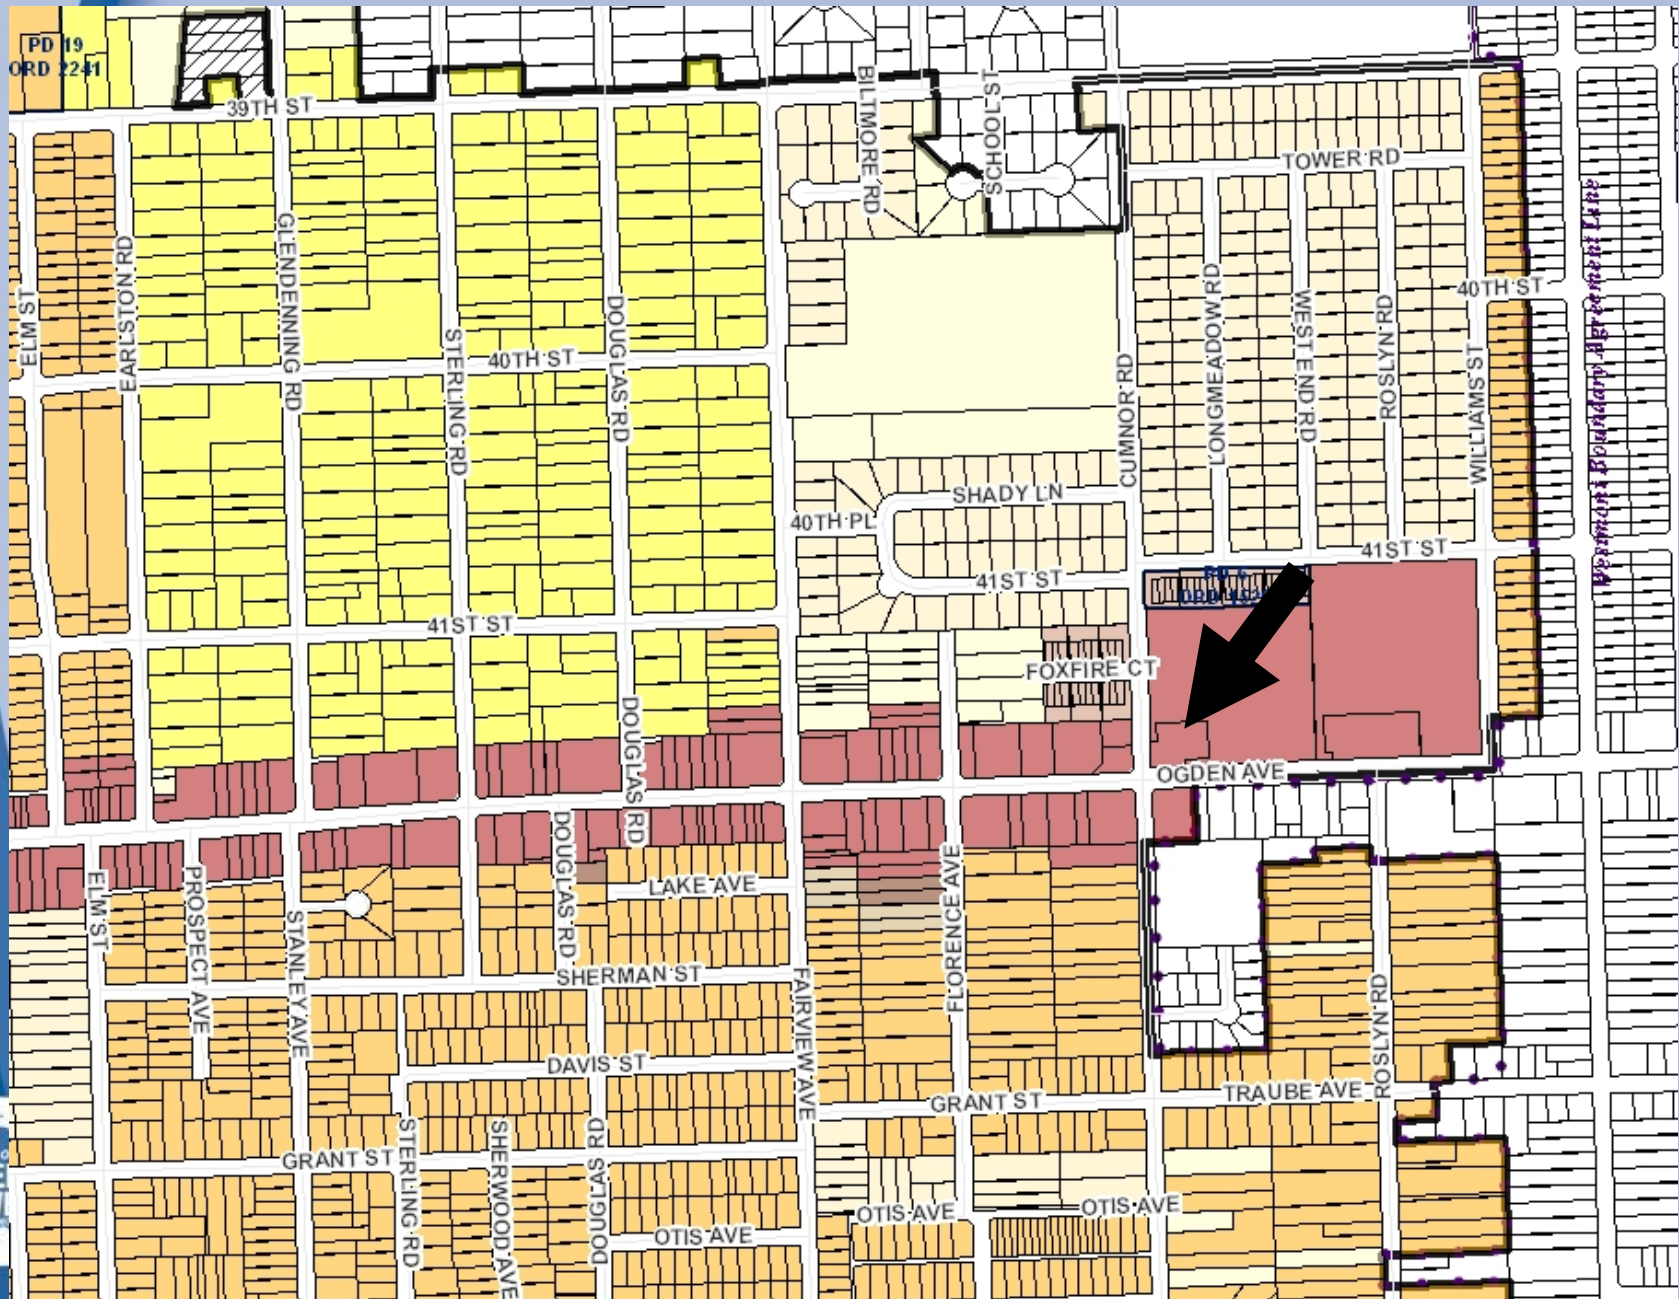 PD 19
ORD 2241
39TH ST
BILTMORE RD
SCHOOL ST
TOWER RD
ELM ST
EARLSTON RD
GLENDENNING RD
STERLING RD
DOUGLAS RD
40TH ST
40TH ST
CUMNOR RD
LONGMEADOW RD
WEST END RD
ROSLYN RD
WILLIAMS ST
Westmont Boundary Agreement Line
SHADY LN
40TH PL
41ST ST
41ST ST
41ST ST
PD 6
FOXFIRE CT
DOUGLAS RD
OGDEN AVE
ELM ST
PROSPECT AVE
STANLEY AVE
DOUGLAS RD
LAKE AVE
SHERMAN ST
FAIRVIEW AVE
FLORENCE AVE
ROSLYN RD
DAVIS ST
GRANT ST
TRAUBE AVE
GRANT ST
STERLING RD
SHERWOOD AVE
DOUGLAS RD
OTIS AVE
OTIS AVE
OTIS AVE